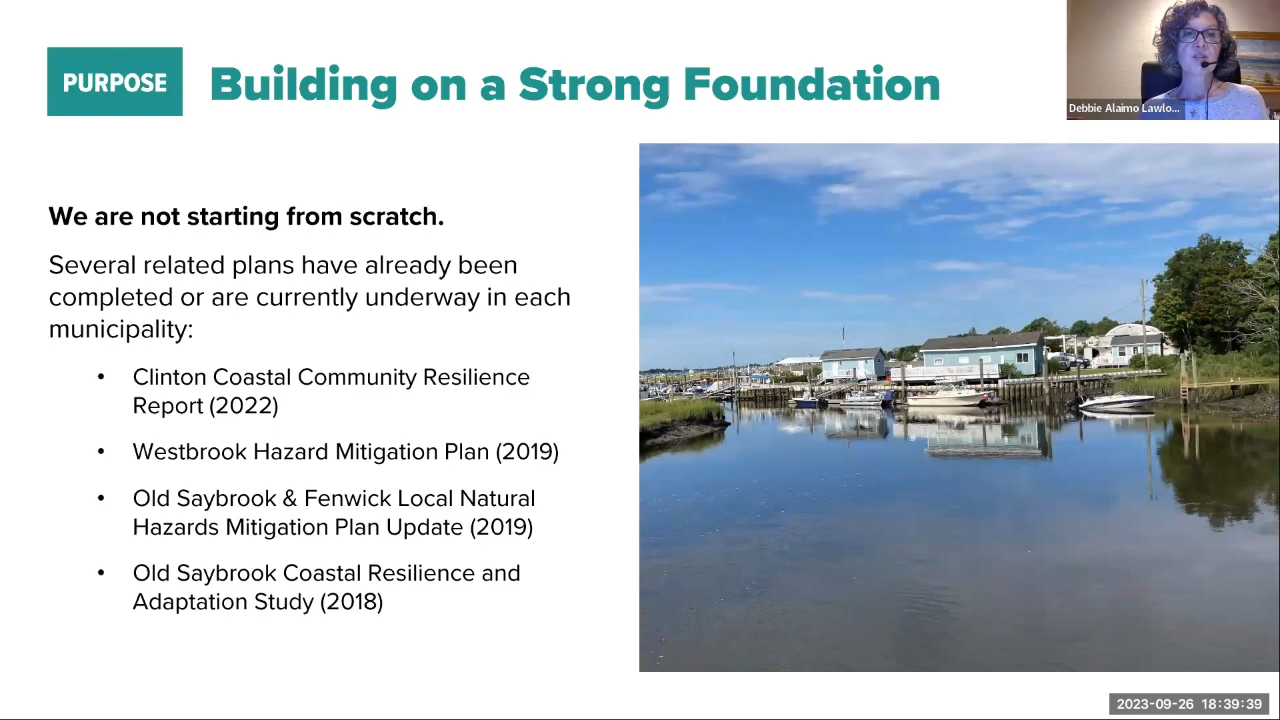 PURPOSE
Building on a Strong Foundation
Debbie Alaimo Lawlo...
We are not starting from scratch.
Several related plans have already been
completed or are currently underway in each
municipality:
• Clinton Coastal Community Resilience
Report (2022)
• Westbrook Hazard Mitigation Plan (2019)
• Old Saybrook & Fenwick Local Natural
Hazards Mitigation Plan Update (2019)
• Old Saybrook Coastal Resilience and
Adaptation Study (2018)
2023-09-26 18:39:39